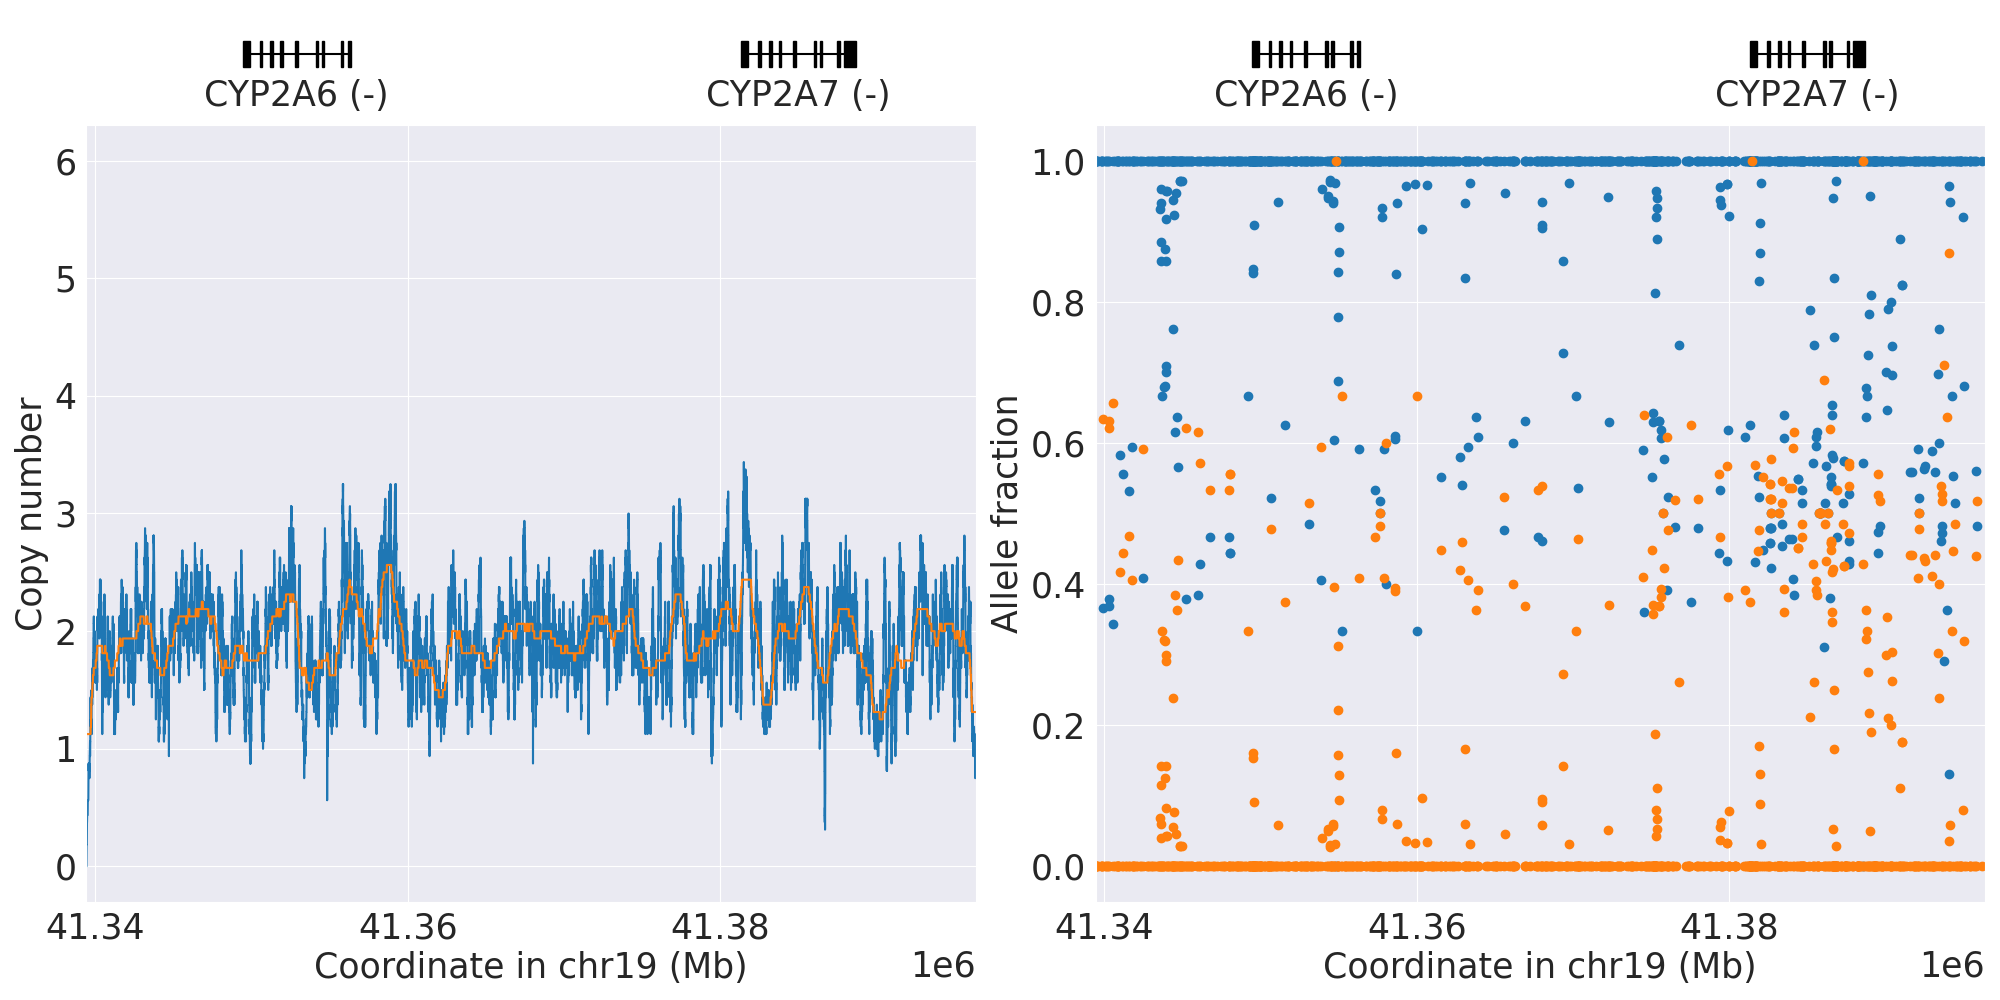 CYP2A6 (-)
CYP2A7 (-)
6
5
4
3
2
1
0
Copy number
41.34
41.36
41.38
Coordinate in chr19 (Mb)
1e6
CYP2A6 (-)
CYP2A7 (-)
1.0
0.8
0.6
0.4
0.2
0.0
Allele fraction
41.34
41.36
41.38
Coordinate in chr19 (Mb)
1e6